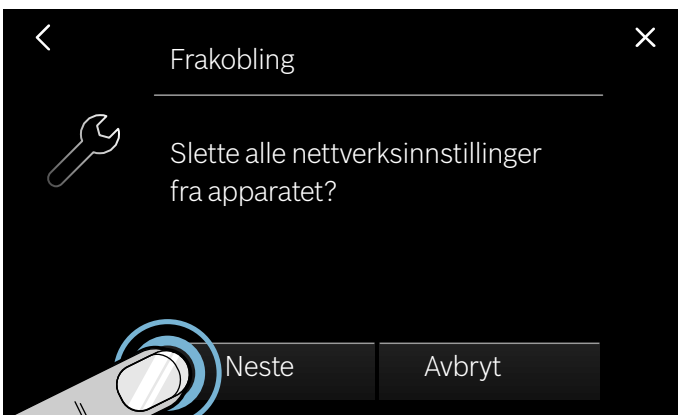 Frakobling
Slette alle nettverksinnstillinger
fra apparatet?
Neste
Avbryt